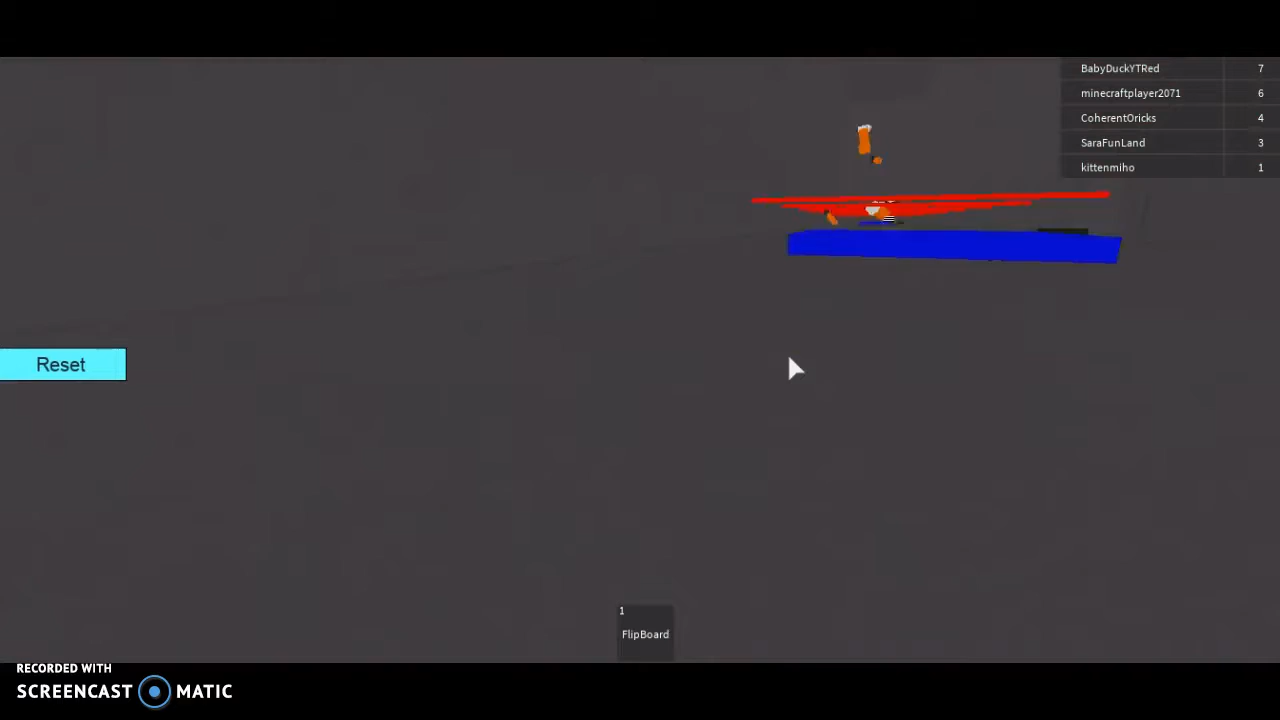 BabyDuckYTRed 7
minecraftplayer2071 6
CoherentOricks 4
SaraFunLand 3
kittenmiho 1
Reset
1
FlipBoard
RECORDED WITH
SCREENCAST MATIC